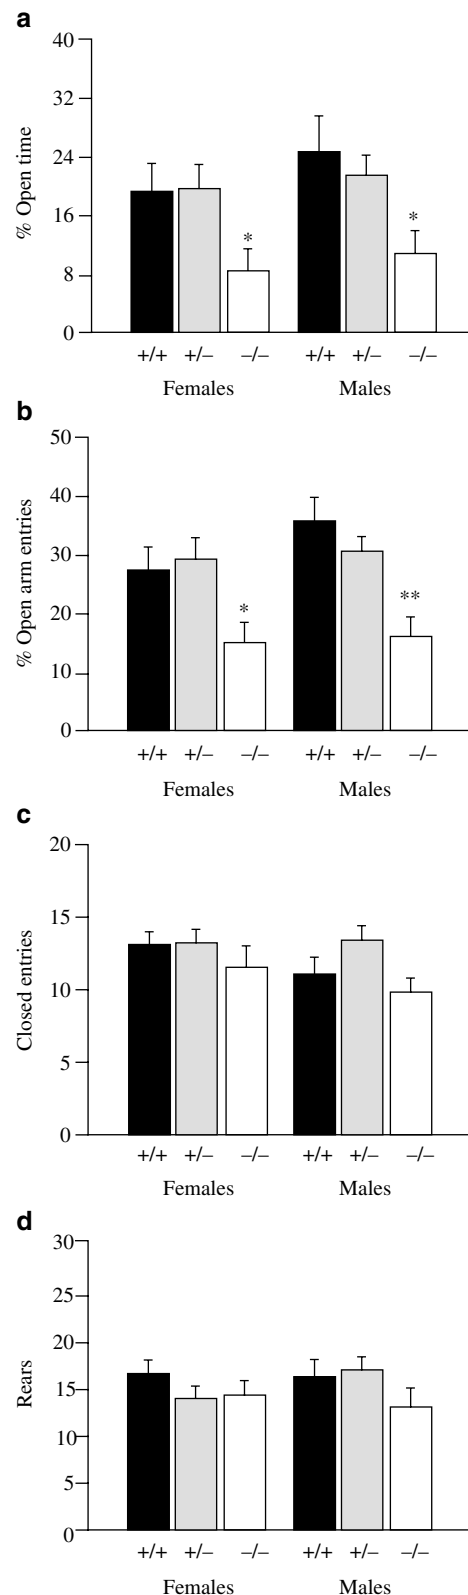 a
40
32
24
16
8
0
% Open time
*
*
+/+ +/– –/– +/+ +/– –/–
Females Males
b
50
40
30
20
10
0
% Open arm entries
*
**
+/+ +/– –/– +/+ +/– –/–
Females Males
c
20
15
10
5
0
Closed entries
+/+ +/– –/– +/+ +/– –/–
Females Males
d
30
25
20
15
10
5
0
Rears
+/+ +/– –/– +/+ +/– –/–
Females Males